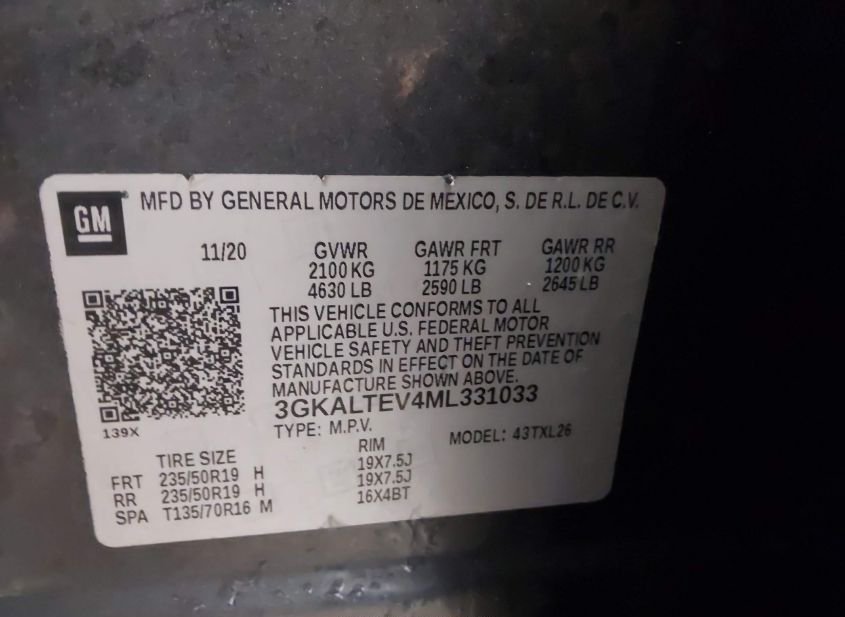 GM
MFD BY GENERAL MOTORS DE MEXICO, S. DE R.L. DE C.V.
11/20 GVWR GAWR FRT GAWR RR
2100 KG 1175 KG 1200 KG
4630 LB 2590 LB 2645 LB
THIS VEHICLE CONFORMS TO ALL
APPLICABLE U.S. FEDERAL MOTOR
VEHICLE SAFETY AND THEFT PREVENTION
STANDARDS IN EFFECT ON THE DATE OF
MANUFACTURE SHOWN ABOVE.
3GKALTEV4ML331033
139X
TYPE: M.P.V. MODEL: 43TXL26
TIRE SIZE RIM
FRT 235/50R19 H 19X7.5J
RR 235/50R19 H 19X7.5J
SPA T135/70R16 M 16X4BT